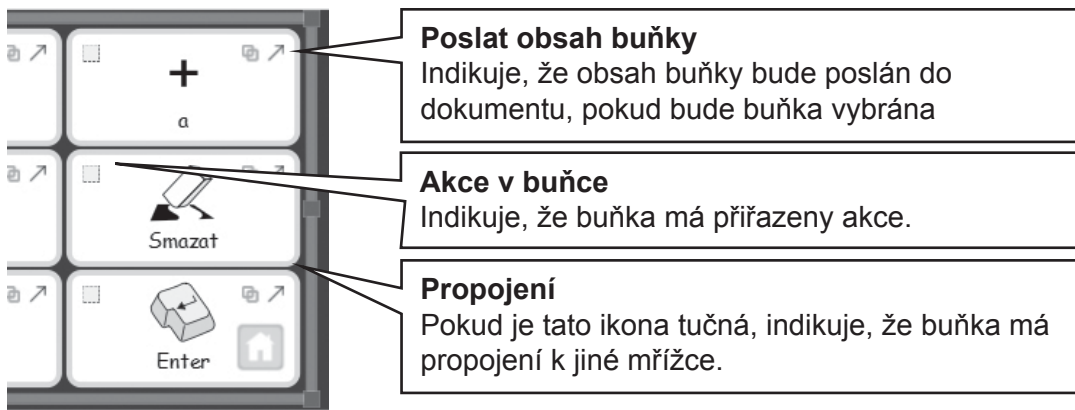 +
a
Smazat
Enter
Poslat obsah buňky
Indikuje, že obsah buňky bude poslán do
dokumentu, pokud bude buňka vybrána
Akce v buňce
Indikuje, že buňka má přiřazeny akce.
Propojení
Pokud je tato ikona tučná, indikuje, že buňka má
propojení k jiné mřížce.